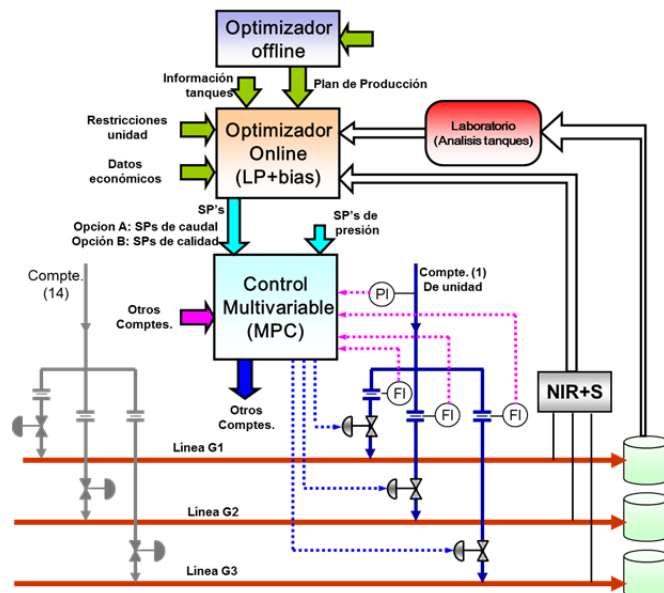 Optimizador
offline
Información
tanques
Plan de Producción
Restricciones
unidad
Optimizador
Online
(LP+bias)
Laboratorio
(Analisis tanques)
Datos
económicos
SP's
Opcion A: SPs de caudal
Opción B: SPs de calidad
SP's de
presión
Compte.
(14)
Control
Multivariable
(MPC)
Compte. (1)
De unidad
PI
Otros
Comptes.
FI
FI
FI
NIR+S
Otros
Comptes.
Linea G1
Linea G2
Linea G3